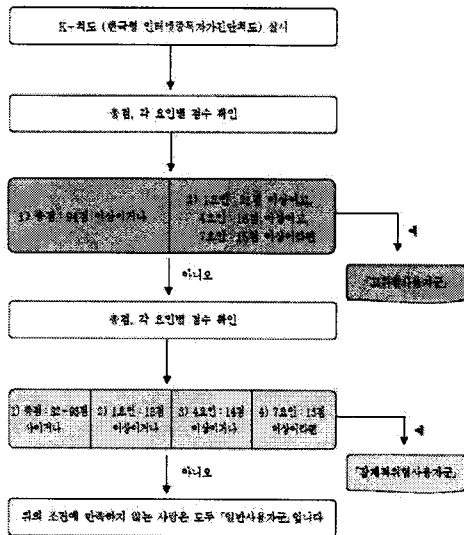 K-척도 (한국형 인터넷중독자가진단척도) 실시
총점, 각 요인별 점수 확인
1) 총점 : 94점 이상이거나
2) 1요인 : 21점 이상이고,
4요인 : 16점 이상이고,
7요인 : 15점 이상이라면
예
「고위험사용자군」
아니오
총점, 각 요인별 점수 확인
1) 총점 : 82~93점
사이거나
2) 1요인 : 18점
이상이거나
3) 4요인 : 14점
이상이거나
4) 7요인 : 13점
이상이라면
예
「잠재적위험사용자군」
아니오
위의 조건에 만족하지 않는 사람은 모두 「일반사용자군」입니다